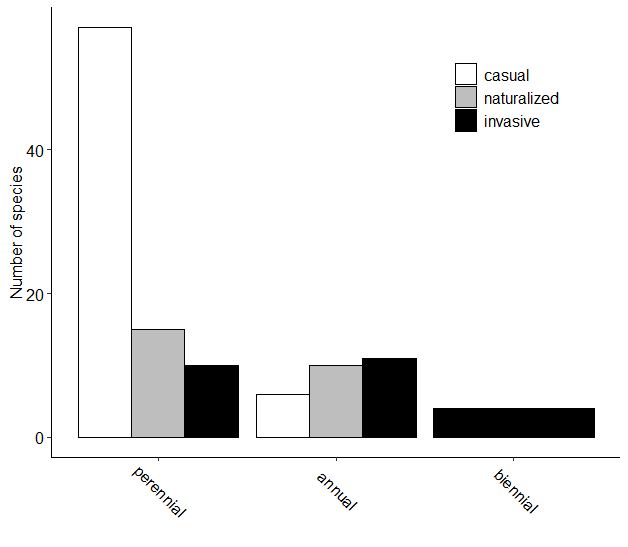 casual
naturalized
invasive
Number of species
40
20
0
perennial
annual
biennial